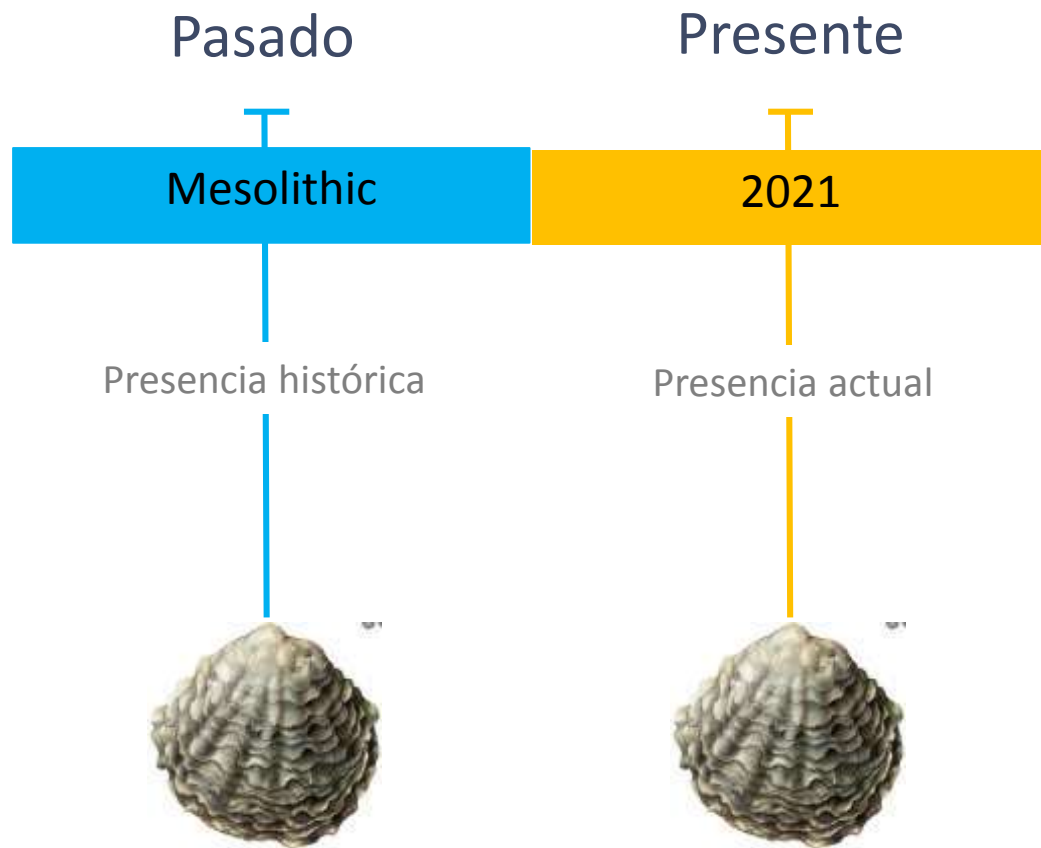 Pasado
Presente
Mesolithic
2021
Presencia histórica
Presencia actual